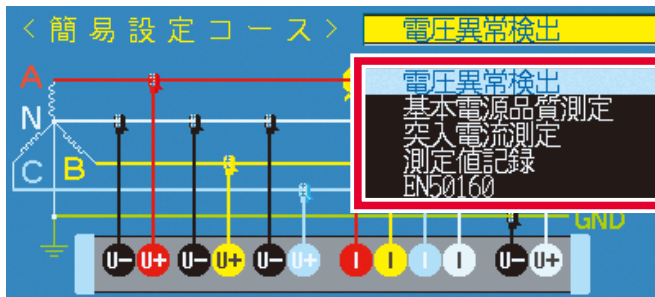 <簡易設定コース> 電圧異常検出
電圧異常検出
基本電源品質測定
突入電流測定
測定値記録
EN50160
A
N
C B
GND
U- U+ U- U+ U- U+ I I I I U- U+